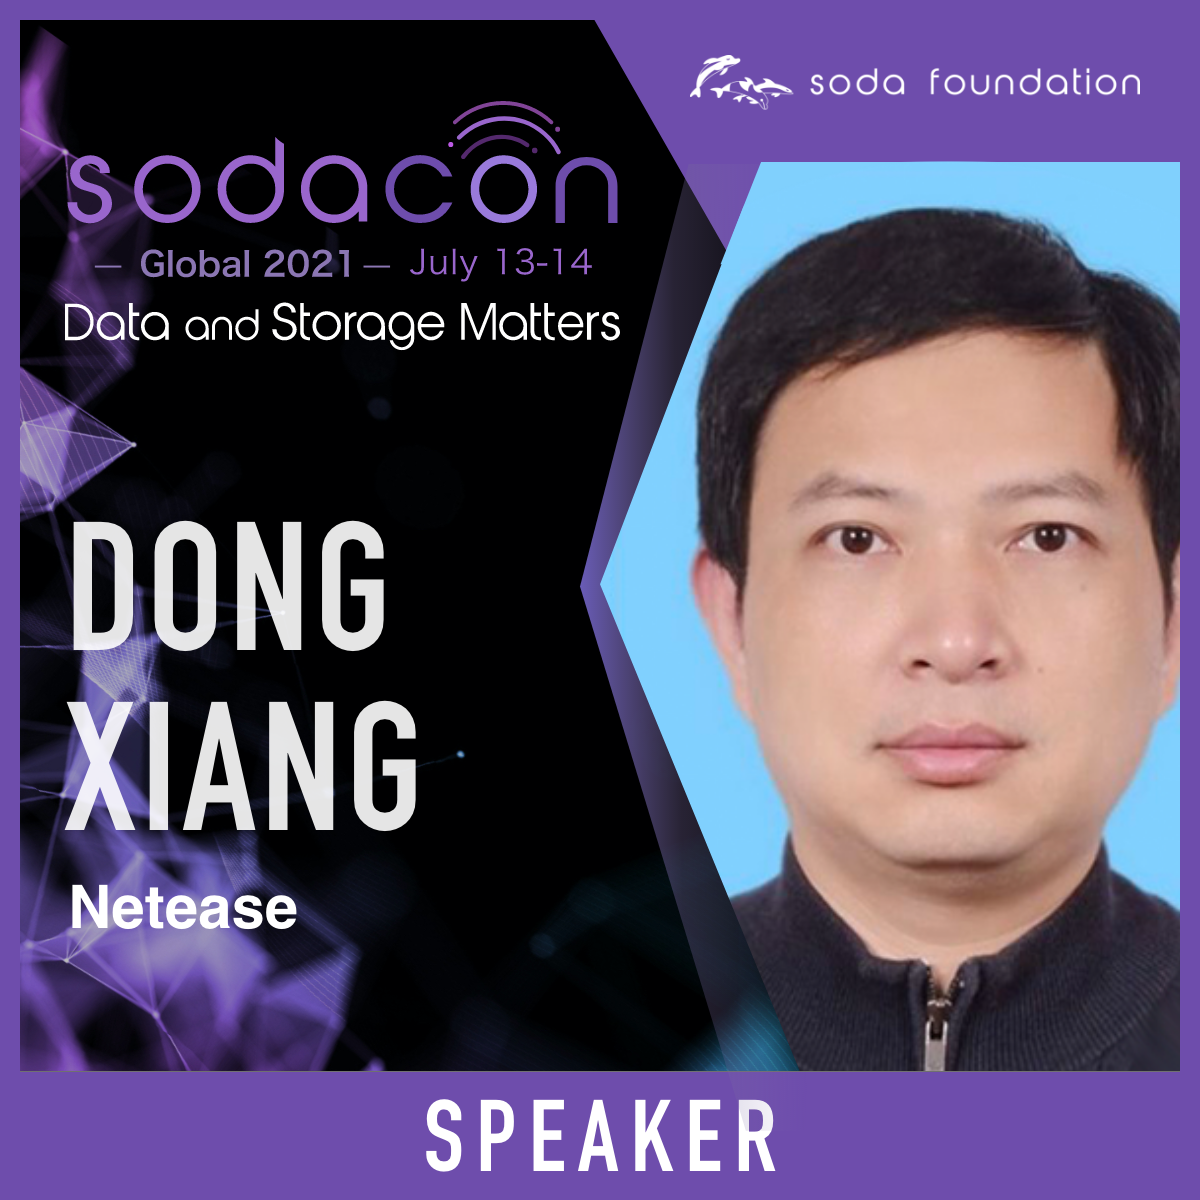 soda foundation
sodacon
— Global 2021 — July 13-14
Data and Storage Matters
DONG
XIANG
Netease
SPEAKER